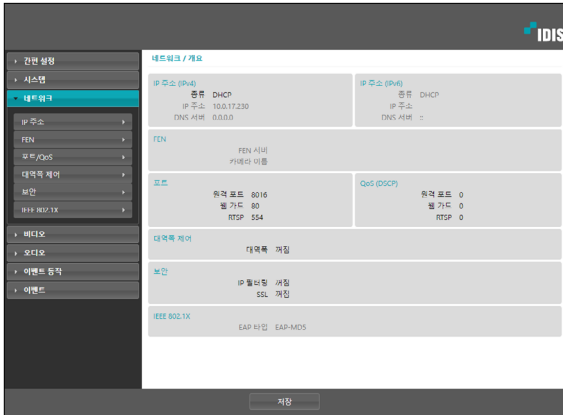 IDIS
간편 설정
시스템
네트워크
IP 주소
FEN
포트/QoS
대역폭 제어
보안
IEEE 802.1X
비디오
오디오
이벤트 동작
이벤트
네트워크 / 개요
IP 주소 (IPv4)
종류 DHCP
IP 주소 10.0.17.230
DNS 서버 0.0.0.0
IP 주소 (IPv6)
종류 DHCP
IP 주소
DNS 서버 ::
FEN
FEN 서버
카메라 이름
포트
원격 포트 8016
웹 가드 80
RTSP 554
QoS (DSCP)
원격 포트 0
웹 가드 0
RTSP 0
대역폭 제어
대역폭 꺼짐
보안
IP 필터링 꺼짐
SSL 꺼짐
IEEE 802.1X
EAP 타입 EAP-MD5
저장